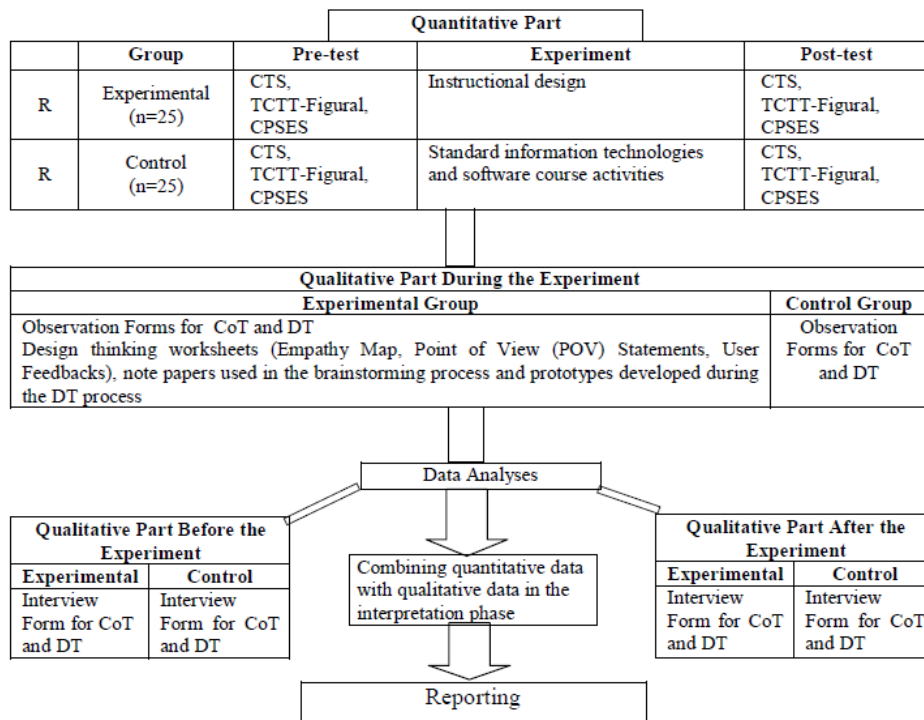 Quantitative Part
Group Pre-test Experiment Post-test
R
Experimental
(n=25)
CTS,
TCTT-Figural,
CPSES
Instructional design
CTS,
TCTT-Figural,
CPSES
R
Control
(n=25)
CTS,
TCTT-Figural,
CPSES
Standard information technologies
and software course activities
CTS,
TCTT-Figural,
CPSES
Qualitative Part During the Experiment
Experimental Group
Control Group
Observation Forms for CoT and DT
Design thinking worksheets (Empathy Map, Point of View (POV) Statements, User
Feedbacks), note papers used in the brainstorming process and prototypes developed during
the DT process
Observation
Forms for CoT
and DT
Data Analyses
Qualitative Part Before the
Experiment
Experimental
Control
Interview
Form for CoT
and DT
Interview
Form for CoT
and DT
Combining quantitative data
with qualitative data in the
interpretation phase
Qualitative Part After the
Experiment
Experimental
Control
Interview
Form for CoT
and DT
Interview
Form for CoT
and DT
Reporting